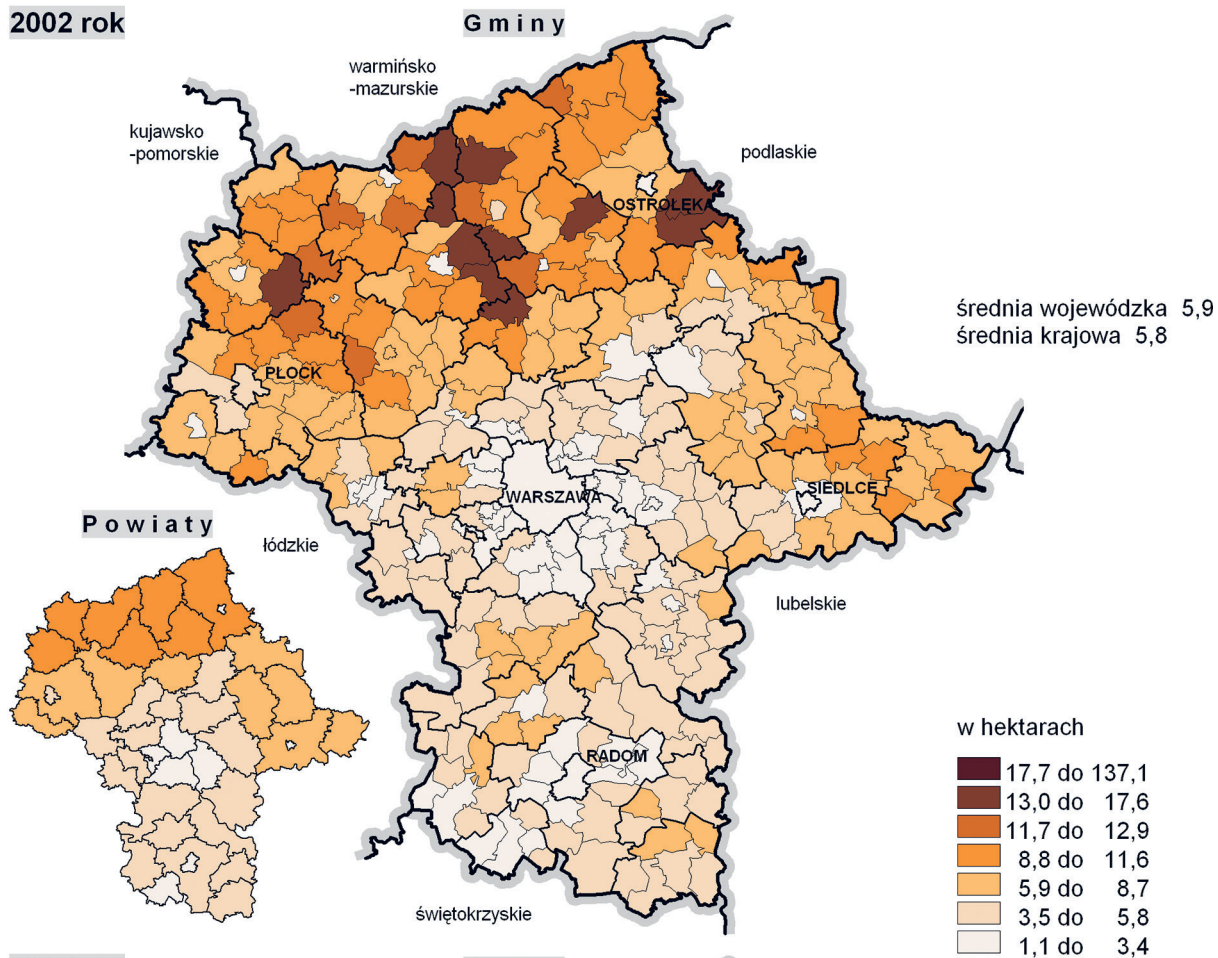 2002 rok
Gminy
warmińsko
-mazurskie
kujawsko
-pomorskie
podlaskie
OSTROŁĘKA
średnia wojewódzka 5,9
średnia krajowa 5,8
PŁOCK
SIEDLCE
WARSZAWA
Powiaty
łódzkie
lubelskie
RADOM
świętokrzyskie
w hektarach
17,7 do 137,1
13,0 do 17,6
11,7 do 12,9
8,8 do 11,6
5,9 do 8,7
3,5 do 5,8
1,1 do 3,4